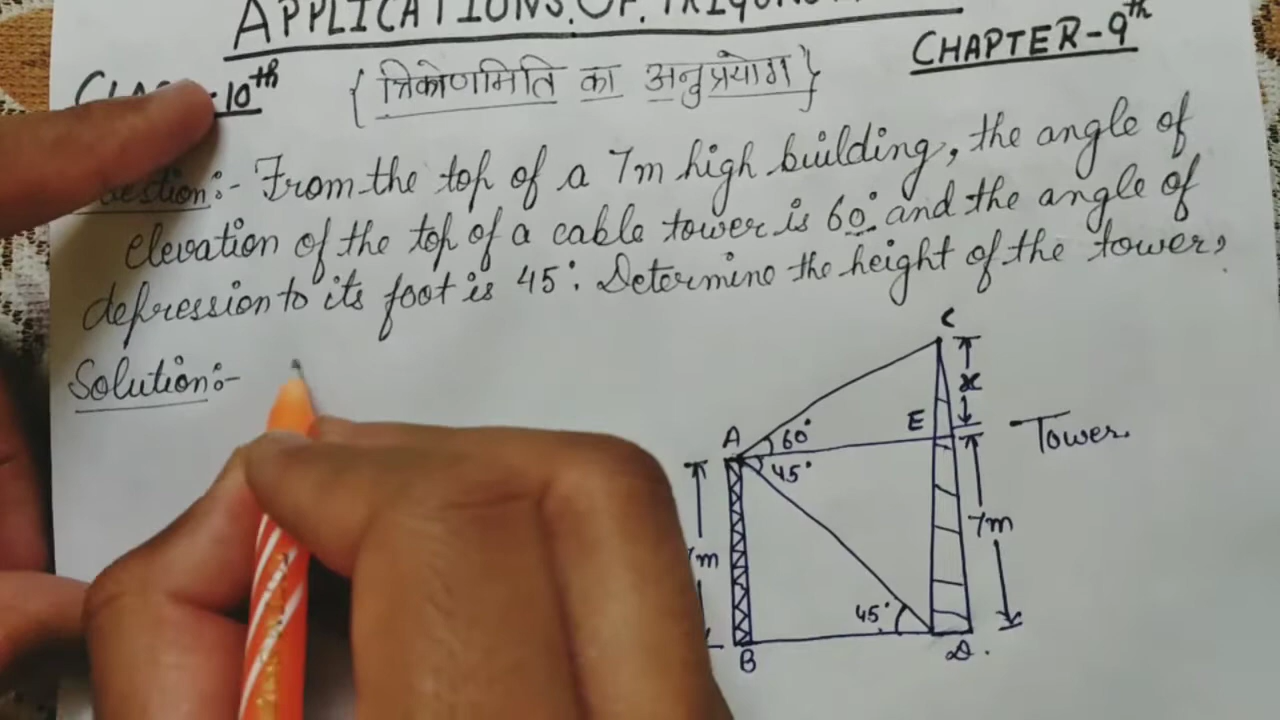 APPLICATIONS OF
CHAPTER-9th
10th
{त्रिकोणमिति का अनुप्रयोग}
:- From the top of a 7m high building, the angle of
elevation of the top of a cable tower is 60° and the angle of
depression to its foot is 45°. Determine the height of the tower,
Solution:-
C
x
E
Tower.
A
60°
45°
7m
m
45°
B
D.